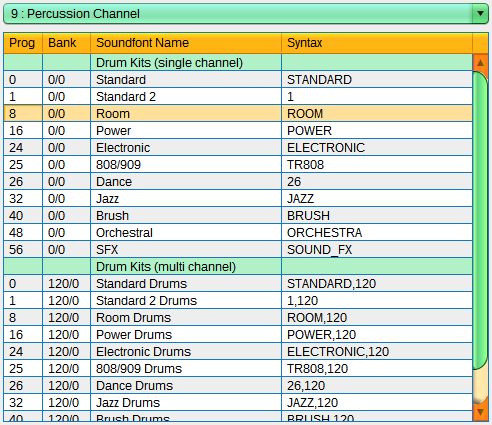 9 : Percussion Channel
Prog Bank Soundfont Name Syntax
Drum Kits (single channel)
0 0/0 Standard STANDARD
1 0/0 Standard 2 1
8 0/0 Room ROOM
16 0/0 Power POWER
24 0/0 Electronic ELECTRONIC
25 0/0 808/909 TR808
26 0/0 Dance 26
32 0/0 Jazz JAZZ
40 0/0 Brush BRUSH
48 0/0 Orchestral ORCHESTRA
56 0/0 SFX SOUND_FX
Drum Kits (multi channel)
0 120/0 Standard Drums STANDARD,120
1 120/0 Standard 2 Drums 1,120
8 120/0 Room Drums ROOM,120
16 120/0 Power Drums POWER,120
24 120/0 Electronic Drums ELECTRONIC,120
25 120/0 808/909 Drums TR808,120
26 120/0 Dance Drums 26,120
32 120/0 Jazz Drums JAZZ,120
40 120/0 Brush Drums BRUSH,120